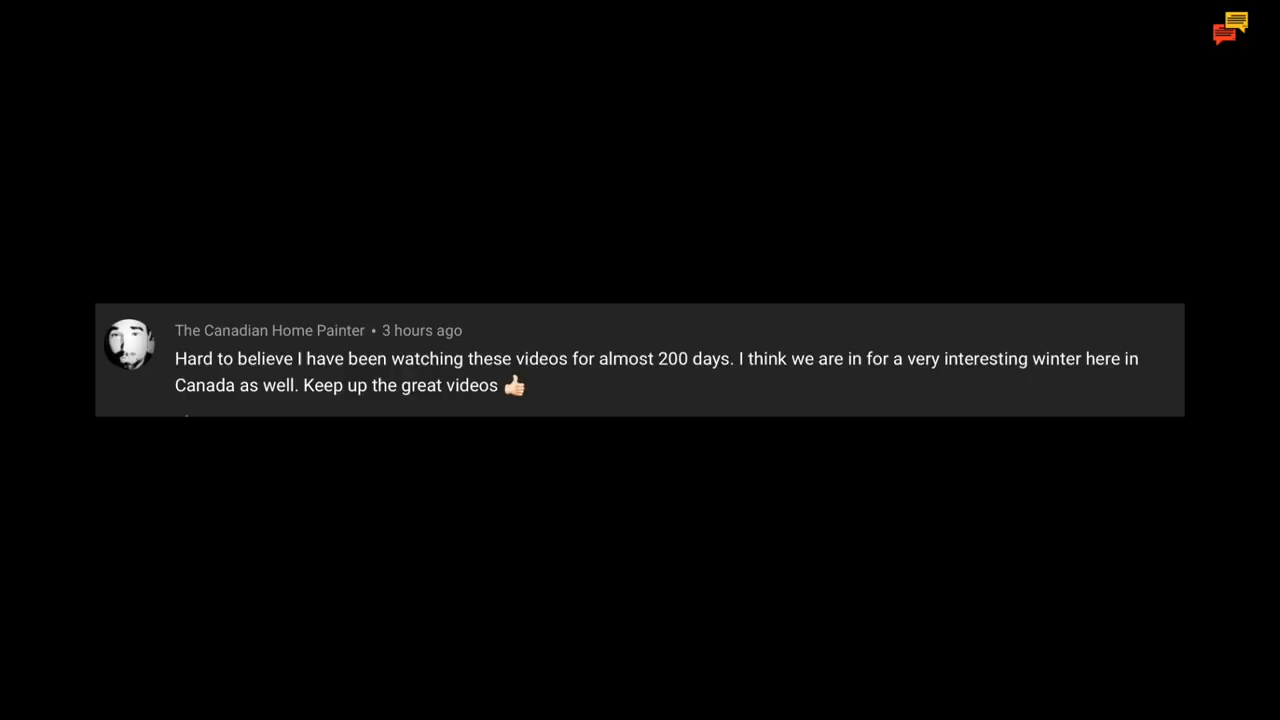 The Canadian Home Painter • 3 hours ago
Hard to believe I have been watching these videos for almost 200 days. I think we are in for a very interesting winter here in
Canada as well. Keep up the great videos 👍🏻